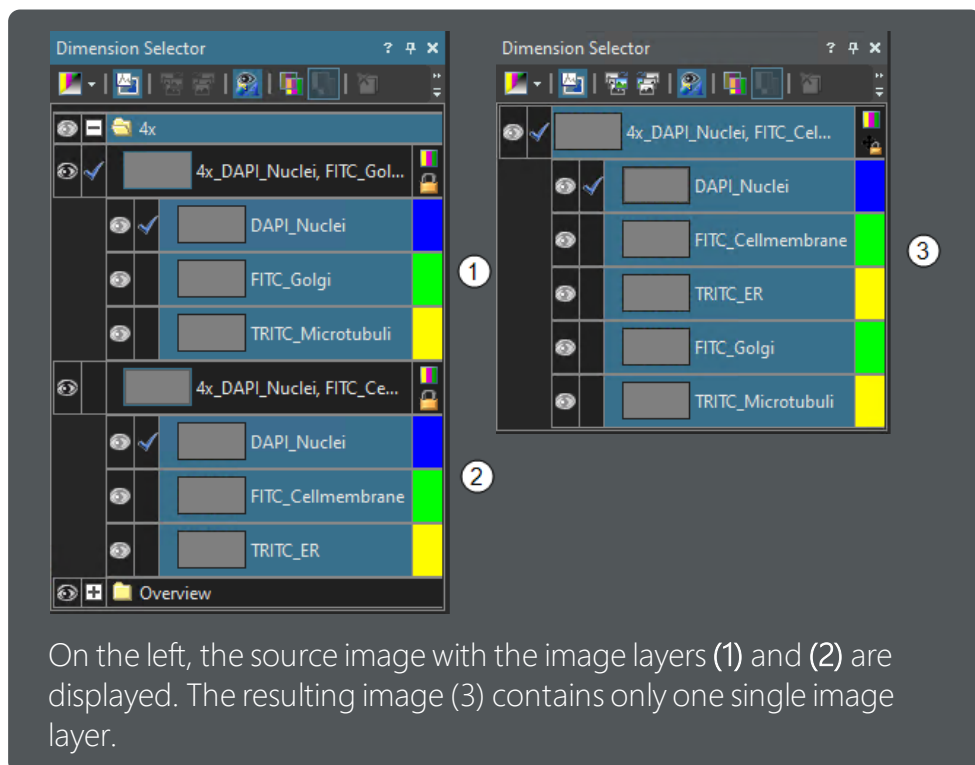 Dimension Selector
4x
4x_DAPI_Nuclei, FITC_Gol...
DAPI_Nuclei
FITC_Golgi
TRITC_Microtubuli
4x_DAPI_Nuclei, FITC_Ce...
DAPI_Nuclei
FITC_Cellmembrane
TRITC_ER
Overview
1
2
Dimension Selector
4x_DAPI_Nuclei, FITC_Cel...
DAPI_Nuclei
FITC_Cellmembrane
TRITC_ER
FITC_Golgi
TRITC_Microtubuli
3
On the left, the source image with the image layers (1) and (2) are
displayed. The resulting image (3) contains only one single image
layer.